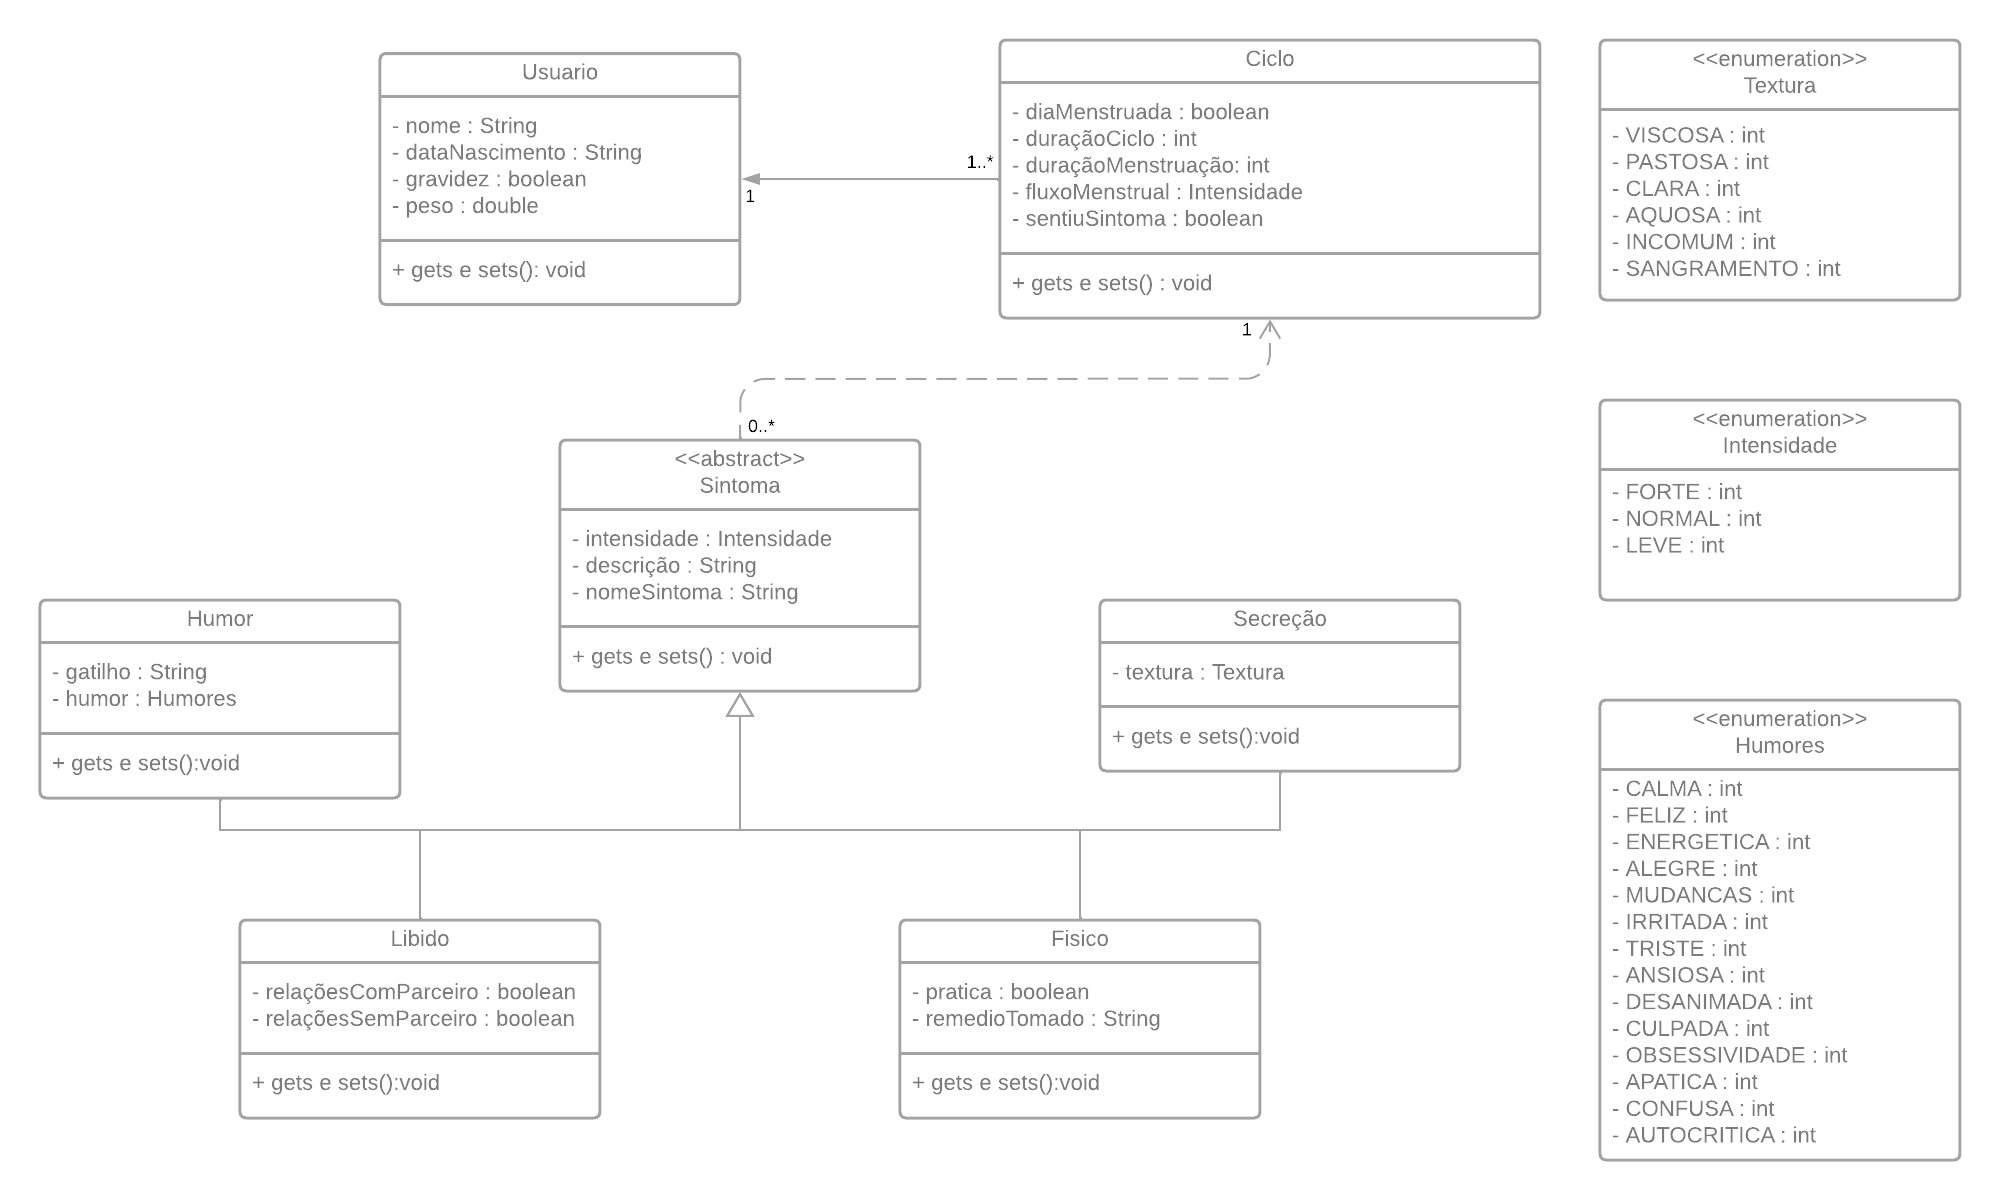 Usuario
- nome : String
- dataNascimento : String
- gravidez : boolean
- peso : double
+ gets e sets(): void
1..*
1
Ciclo
- diaMenstruada : boolean
- duraçãoCiclo : int
- duraçãoMenstruação: int
- fluxoMenstrual : Intensidade
- sentiuSintoma : boolean
+ gets e sets() : void
1
0..*
<<enumeration>>
Textura
- VISCOSA : int
- PASTOSA : int
- CLARA : int
- AQUOSA : int
- INCOMUM : int
- SANGRAMENTO : int
<<abstract>>
Sintoma
- intensidade : Intensidade
- descrição : String
- nomeSintoma : String
+ gets e sets() : void
<<enumeration>>
Intensidade
- FORTE : int
- NORMAL : int
- LEVE : int
Humor
- gatilho : String
- humor : Humores
+ gets e sets():void
Secreção
- textura : Textura
+ gets e sets():void
<<enumeration>>
Humores
- CALMA : int
- FELIZ : int
- ENERGETICA : int
- ALEGRE : int
- MUDANCAS : int
- IRRITADA : int
- TRISTE : int
- ANSIOSA : int
- DESANIMADA : int
- CULPADA : int
- OBSESSIVIDADE : int
- APATICA : int
- CONFUSA : int
- AUTOCRITICA : int
Libido
- relaçõesComParceiro : boolean
- relaçõesSemParceiro : boolean
+ gets e sets():void
Fisico
- pratica : boolean
- remedioTomado : String
+ gets e sets():void